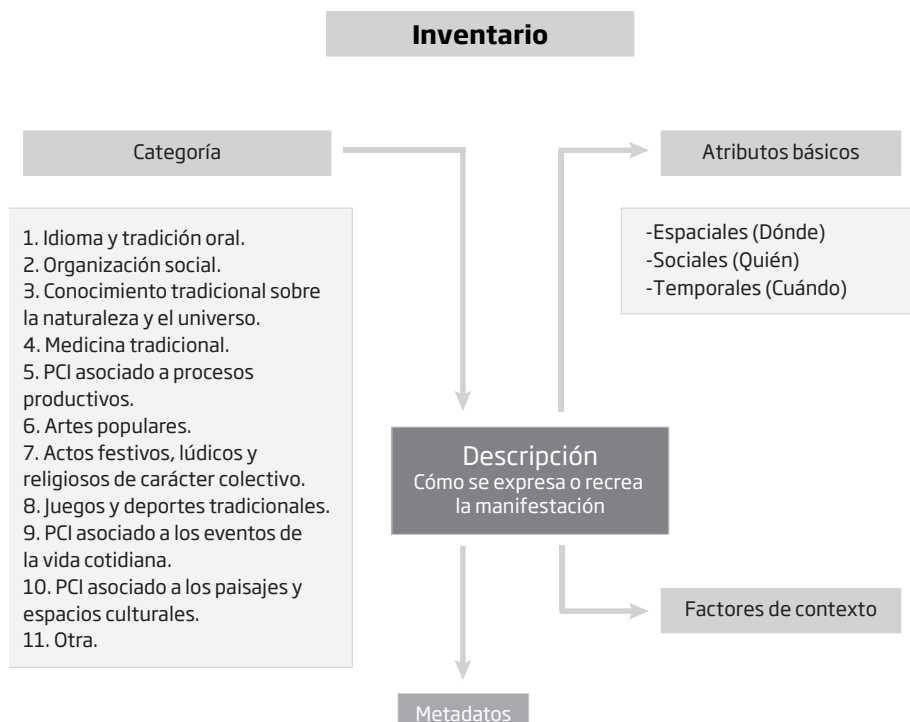 Inventario
Categoría
1. Idioma y tradición oral.
2. Organización social.
3. Conocimiento tradicional sobre
la naturaleza y el universo.
4. Medicina tradicional.
5. PCI asociado a procesos
productivos.
6. Artes populares.
7. Actos festivos, lúdicos y
religiosos de carácter colectivo.
8. Juegos y deportes tradicionales.
9. PCI asociado a los eventos de
la vida cotidiana.
10. PCI asociado a los paisajes y
espacios culturales.
11. Otra.
Atributos básicos
-Espaciales (Dónde)
-Sociales (Quién)
-Temporales (Cuándo)
Descripción
Cómo se expresa o recrea
la manifestación
Factores de contexto
Metadatos